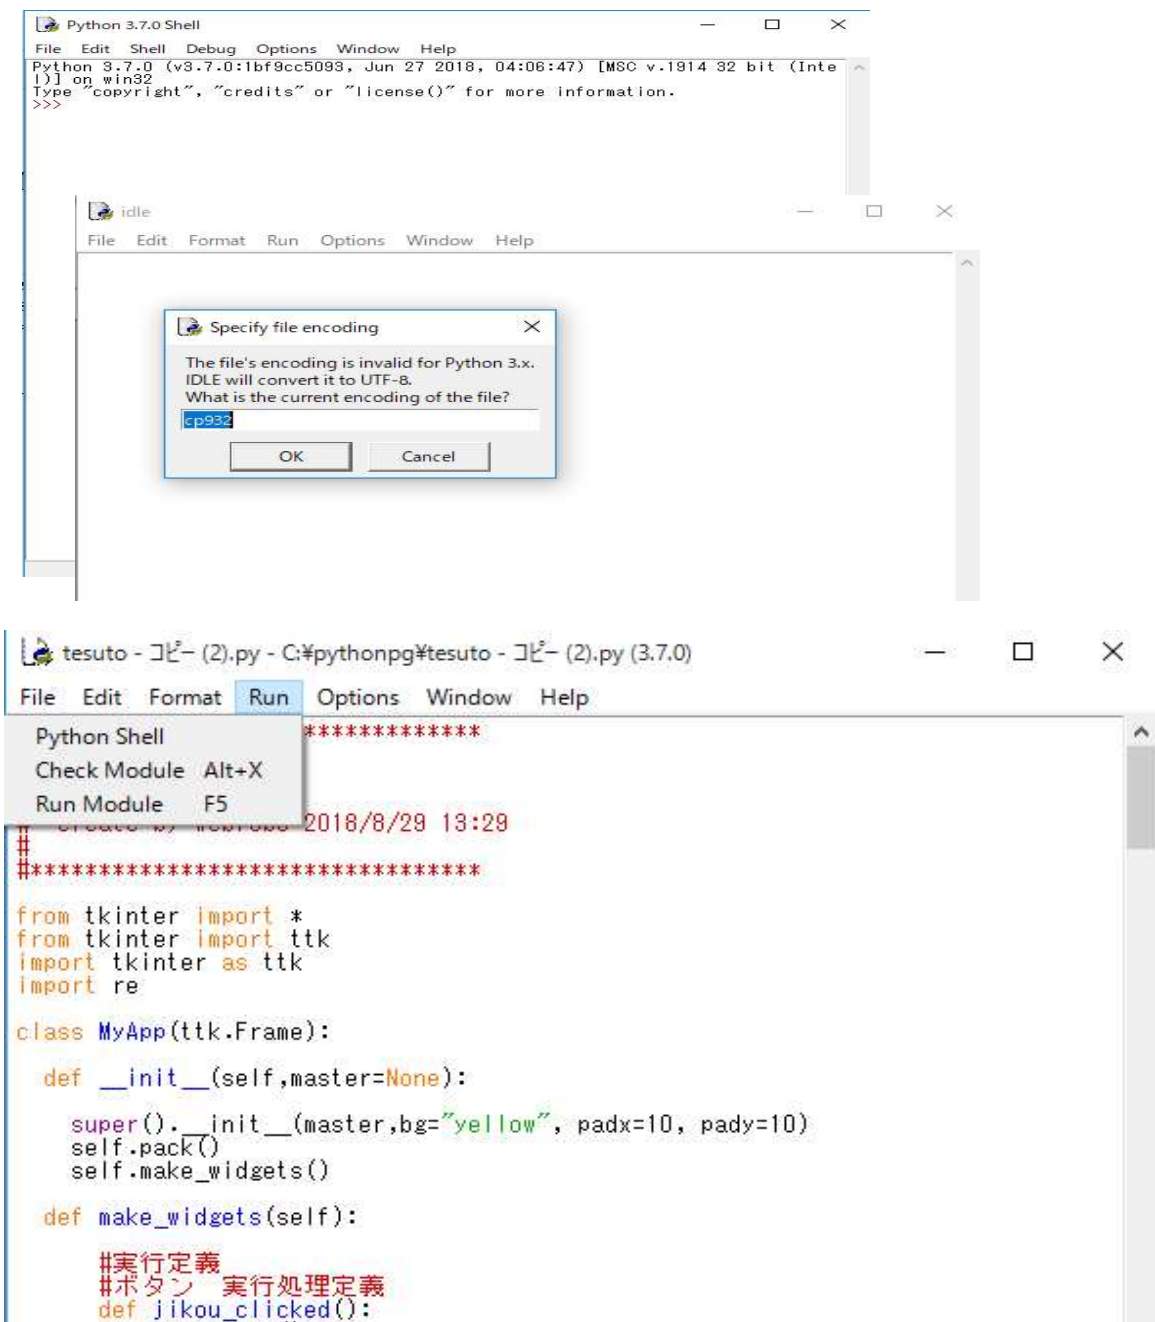 Python 3.7.0 Shell
File Edit Shell Debug Options Window Help
Python 3.7.0 (v3.7.0:1bf9cc5093, Jun 27 2018, 04:06:47) [MSC v.1914 32 bit (Inte
l)] on win32
Type "copyright", "credits" or "license()" for more information.
>>>
idle
File Edit Format Run Options Window Help
Specify file encoding
The file's encoding is invalid for Python 3.x.
IDLE will convert it to UTF-8.
What is the current encoding of the file?
cp932
OK Cancel
tesuto - コピー (2).py - C:¥pythonpg¥tesuto - コピー (2).py (3.7.0)
File Edit Format Run Options Window Help
Python Shell
*************
Check Module Alt+X
Run Module F5
2018/8/29 13:29
#
#*********************************
from tkinter import *
from tkinter import ttk
import tkinter as ttk
import re
class MyApp(ttk.Frame):
def __init__(self,master=None):
super().__init__(master,bg="yellow", padx=10, pady=10)
self.pack()
self.make_widgets()
def make_widgets(self):
#実行定義
#ボタン　実行処理定義
def jikou_clicked():